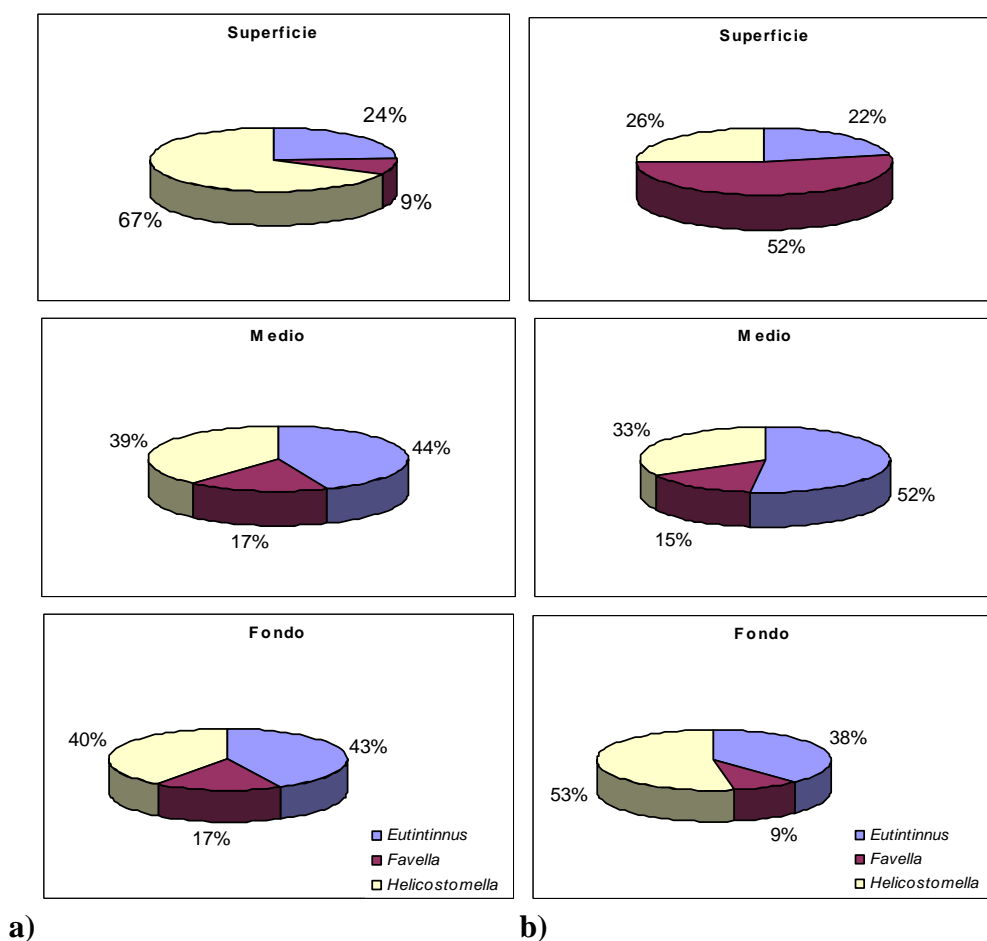 Superficie
24%
9%
67%
Superficie
26%
22%
52%
Medio
39%
44%
17%
Medio
33%
52%
15%
Fondo
40%
43%
17%
Eutintinnus
Favella
Helicostomella
Fondo
38%
53%
9%
Eutintinnus
Favella
Helicostomella
a)
b)